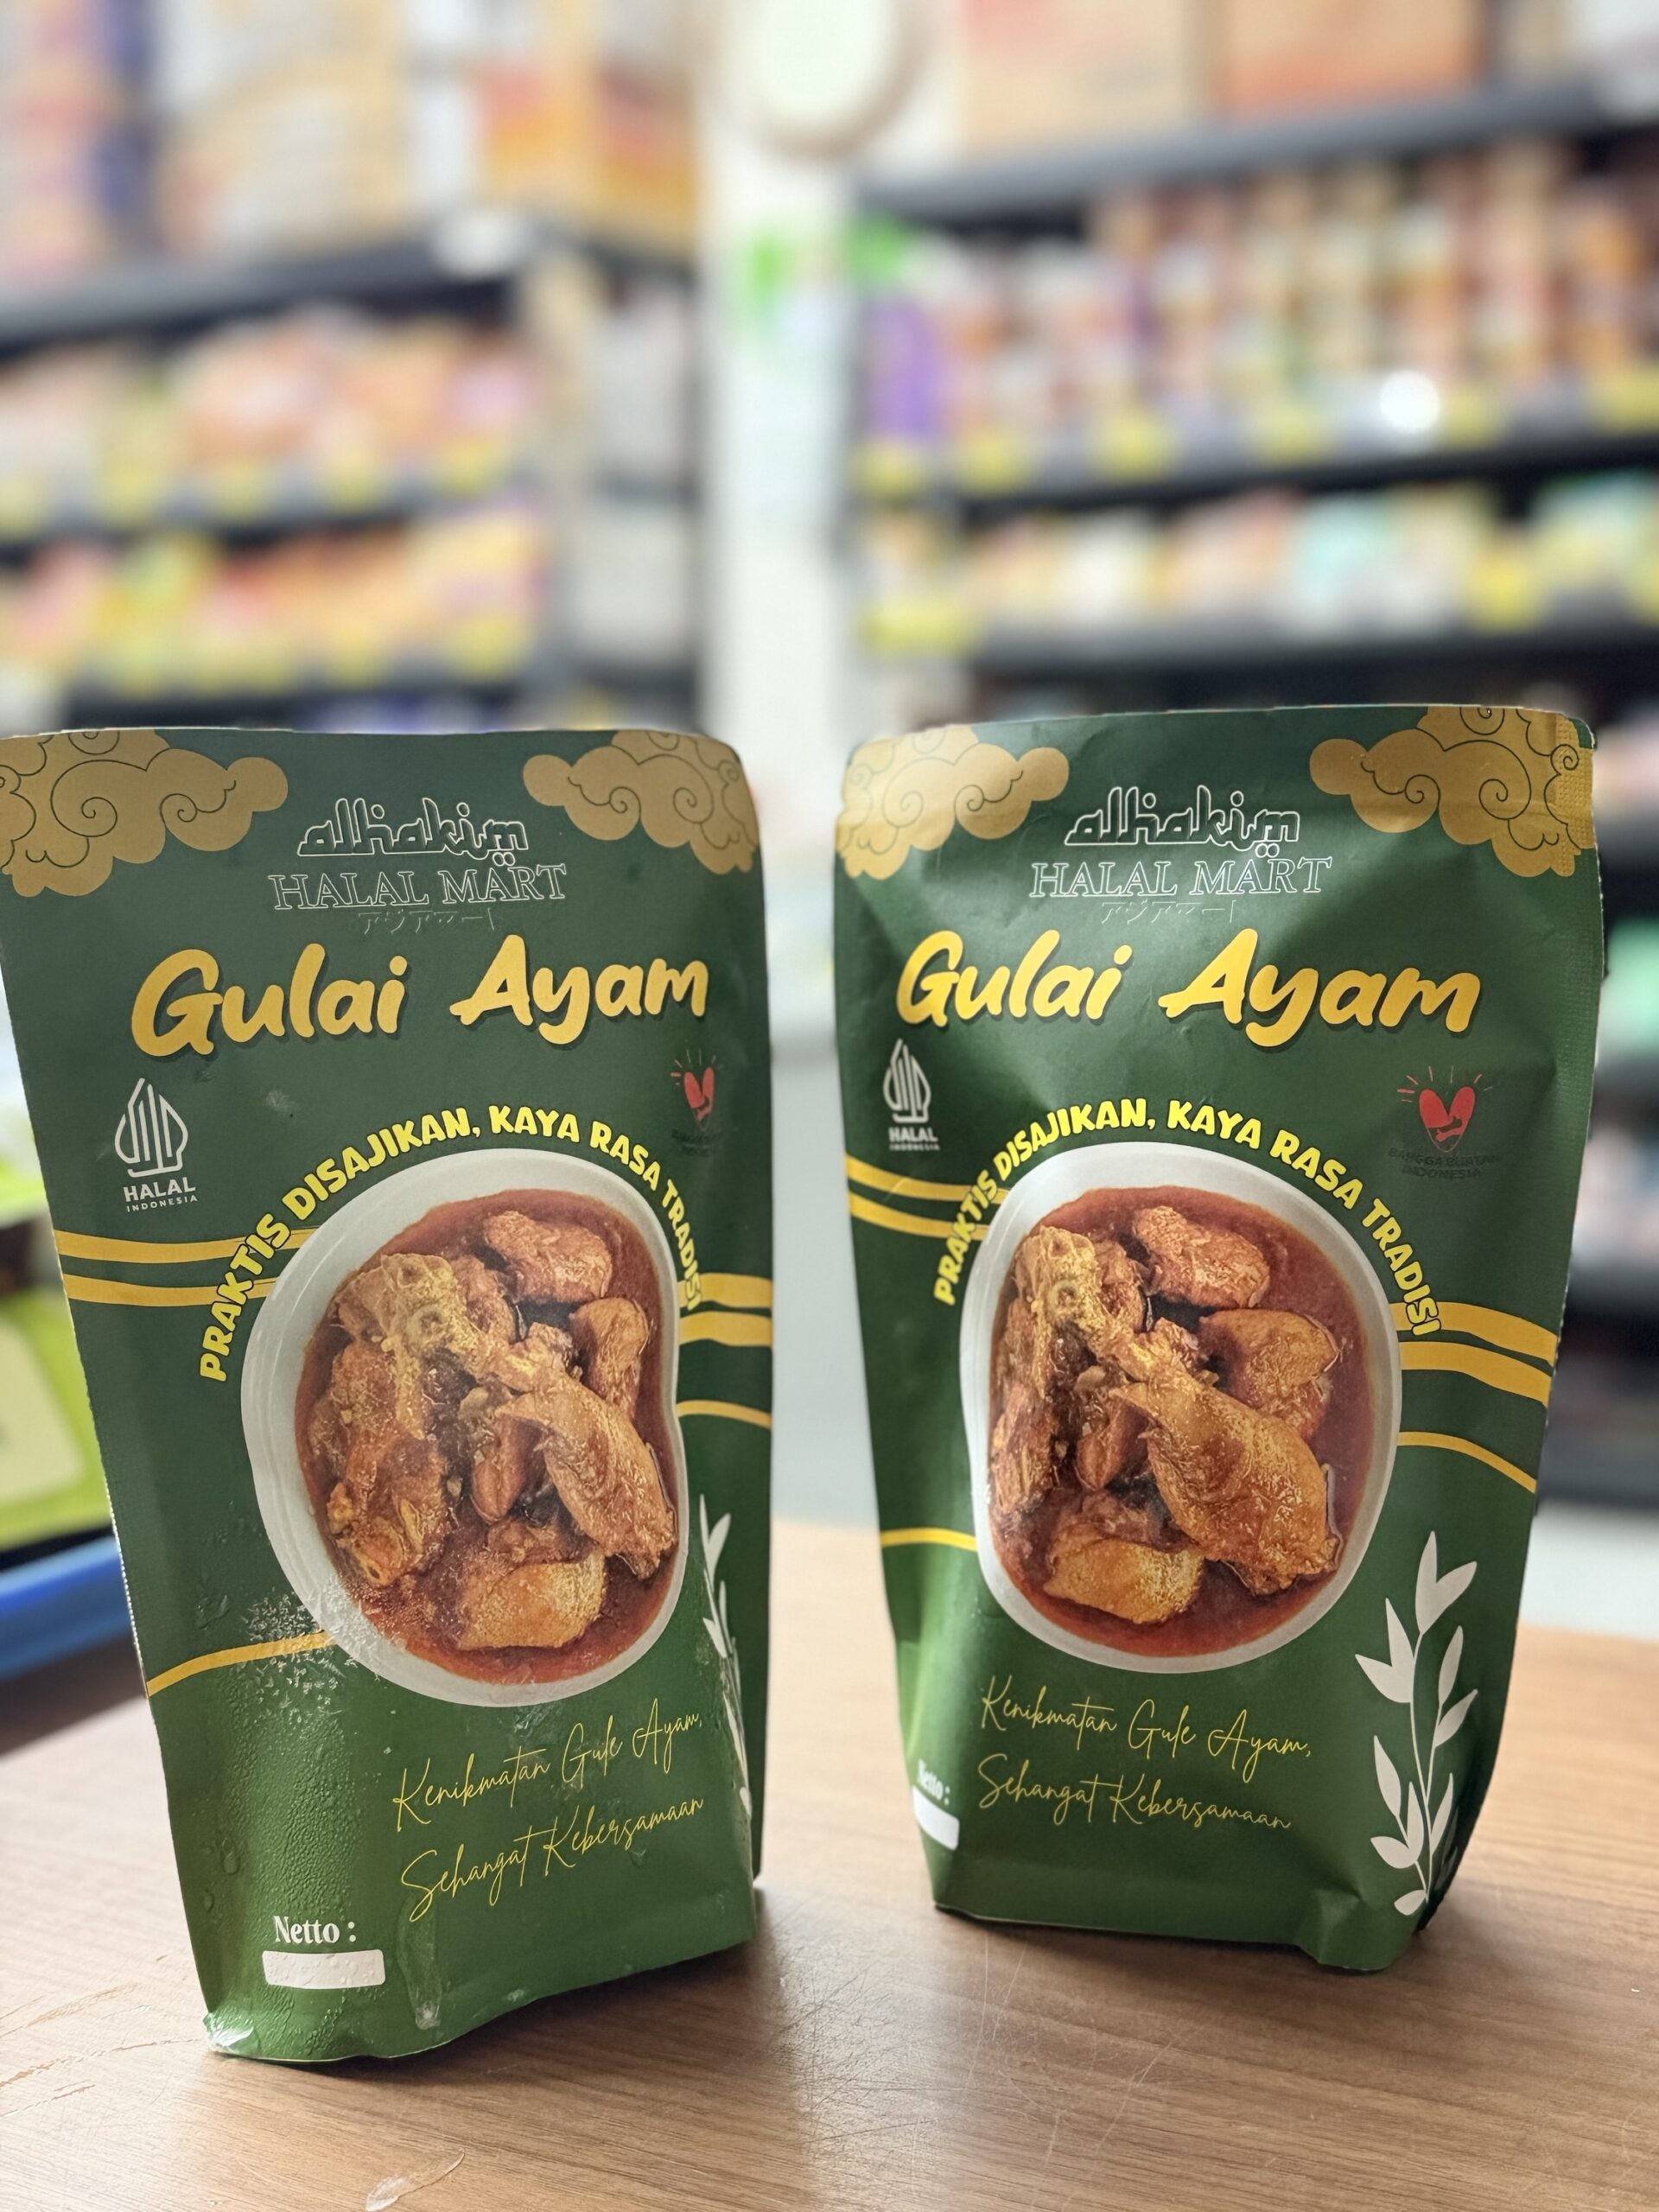 alhakim
HALAL MART
アジアマート
Gulai Ayam
HALAL
INDONESIA
PRAKTIS DISAJIKAN, KAYA RASA TRADISI
Kenikmatan Gule Ayam,
Sehangat Kebersamaan
Netto :
alhakim
HALAL MART
アジアマート
Gulai Ayam
HALAL
INDONESIA
BANGGA BUATAN
INDONESIA
PRAKTIS DISAJIKAN, KAYA RASA TRADISI
Kenikmatan Gule Ayam,
Sehangat Kebersamaan
Netto :